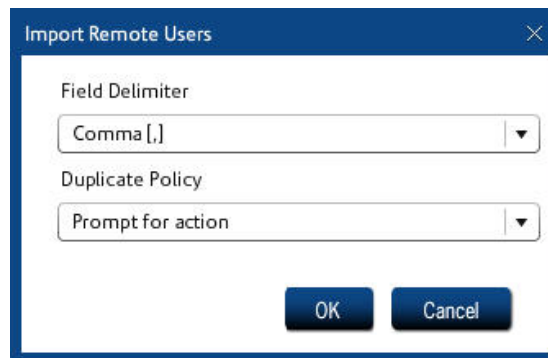 Import Remote Users
Field Delimiter
Comma [,]
Duplicate Policy
Prompt for action
OK Cancel